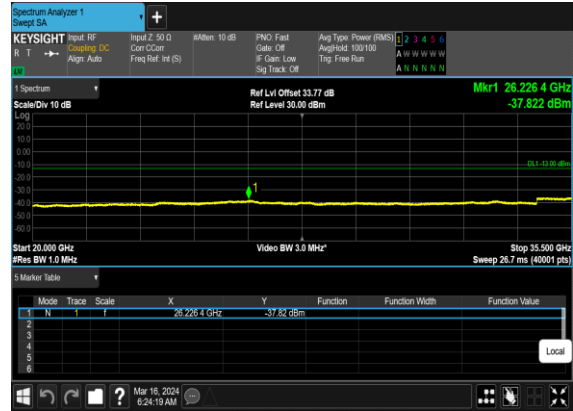 Spectrum Analyzer 1
Swept SA
+
KEYSIGHT Input: RF Input Z: 50 Ω #Atten: 10 dB PNO: Fast Avg Type: Power (RMS) 1 2 3 4 5 6
R T Coupling: DC Corr CCorr Gate: Off Avg|Hold: 100/100 A W W W W W
Align: Auto Freq Ref: Int (S) IF Gain: Low Trig: Free Run
LXI Sig Track: Off A N N N N N
1 Spectrum Ref Lvl Offset 33.77 dB Mkr1 26.226 4 GHz
Scale/Div 10 dB Ref Level 30.00 dBm -37.822 dBm
Log
20.0
10.0
0.00
-10.0
DL1 -13.00 dBm
-20.0
-30.0
1
-40.0
-50.0
-60.0
Start 20.000 GHz Video BW 3.0 MHz* Stop 35.500 GHz
#Res BW 1.0 MHz Sweep 26.7 ms (40001 pts)
5 Marker Table
Mode Trace Scale X Y Function Function Width Function Value
1 N 1 f 26.226 4 GHz -37.82 dBm
2
3
4
5
6
Local
? Mar 16, 2024
6:24:19 AM